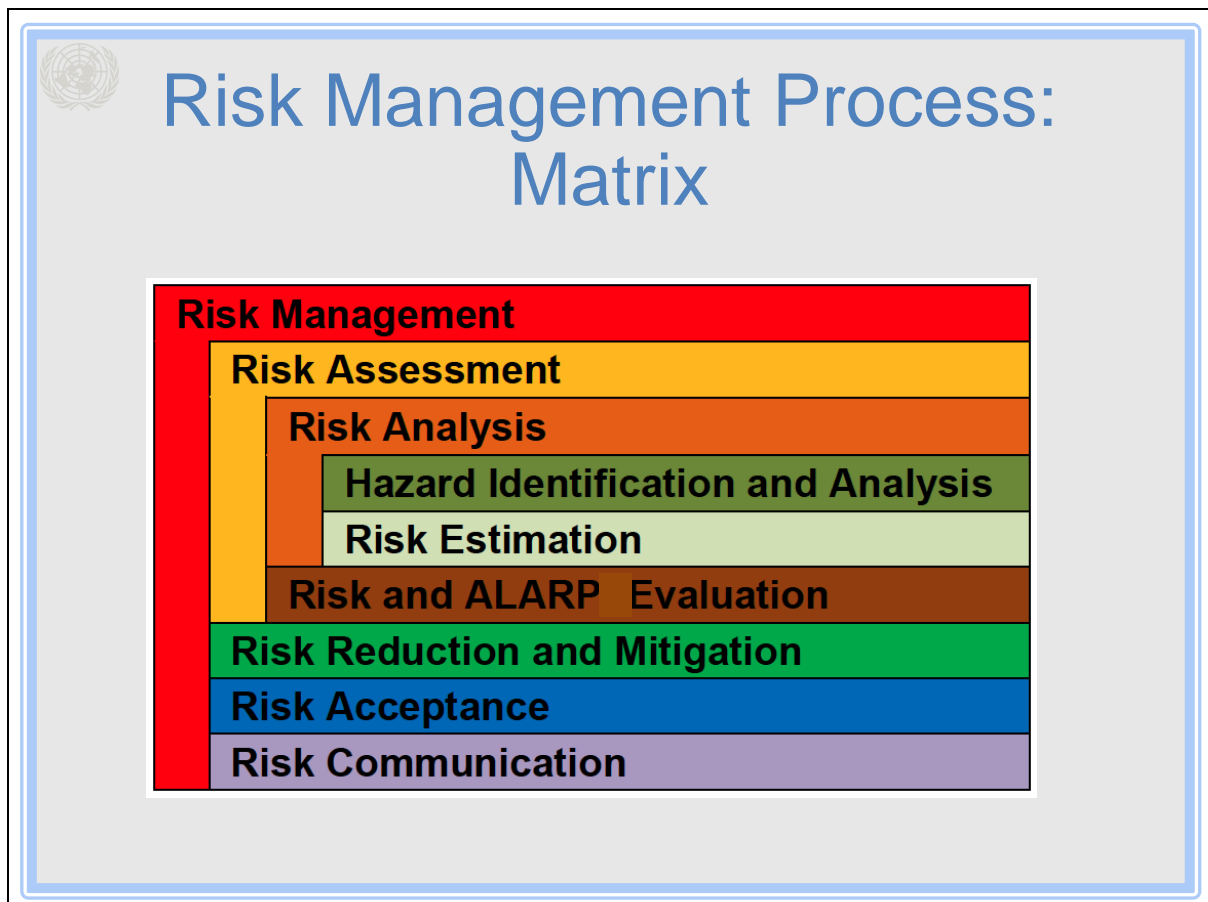 Risk Management Process:
Matrix
Risk Management
Risk Assessment
Risk Analysis
Hazard Identification and Analysis
Risk Estimation
Risk and ALARP Evaluation
Risk Reduction and Mitigation
Risk Acceptance
Risk Communication